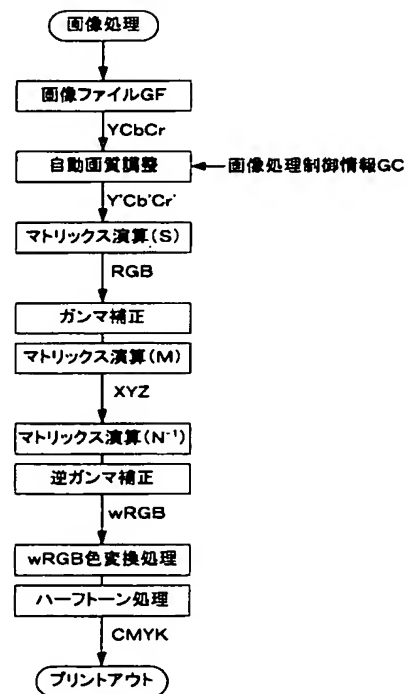 画像処理
画像ファイルGF
YCbCr
自動画質調整
画像処理制御情報GC
Y'Cb'Cr'
マトリックス演算(S)
RGB
ガンマ補正
マトリックス演算(M)
XYZ
マトリックス演算(N⁻¹)
逆ガンマ補正
wRGB
wRGB色変換処理
ハーフトーン処理
CMYK
プリントアウト